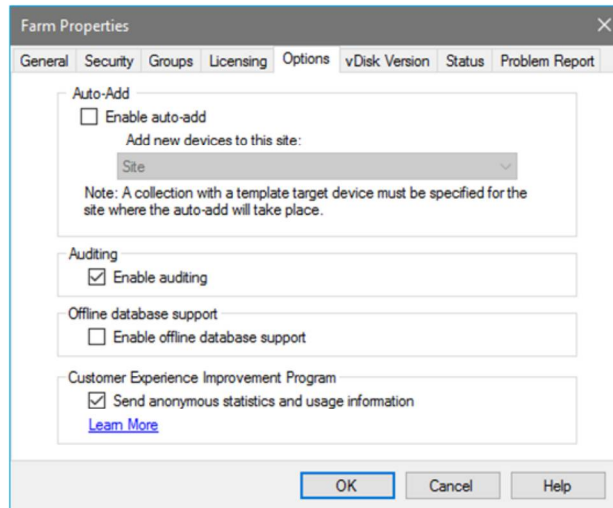 Farm Properties
General Security Groups Licensing Options vDisk Version Status Problem Report
Auto-Add
Enable auto-add
Add new devices to this site:
Site
Note: A collection with a template target device must be specified for the
site where the auto-add will take place.
Auditing
Enable auditing
Offline database support
Enable offline database support
Customer Experience Improvement Program
Send anonymous statistics and usage information
Learn More
OK Cancel Help